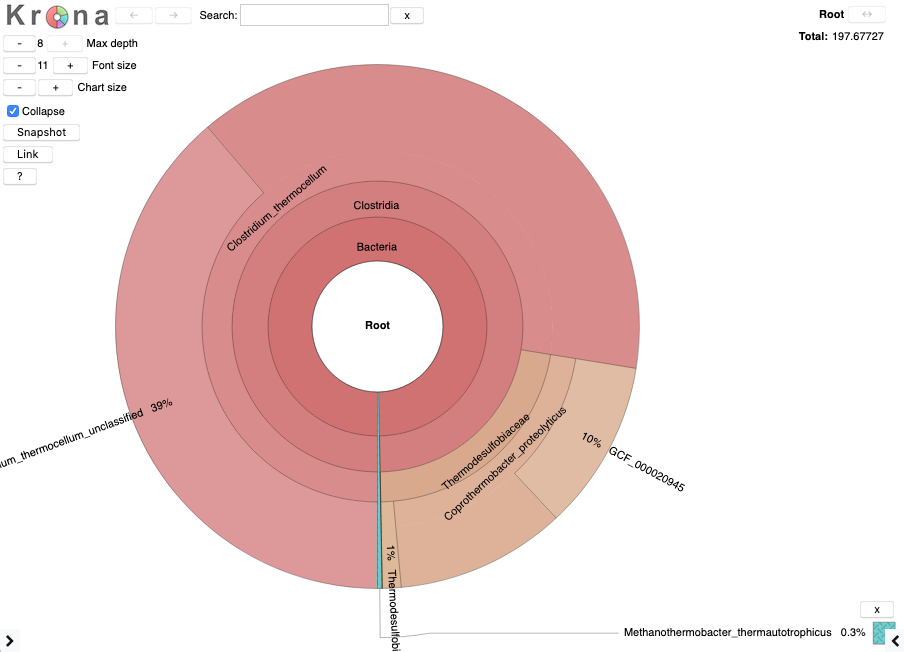 Krona
Search:
x
Root
Total: 197.67727
- 8 + Max depth
- 11 + Font size
- + Chart size
Collapse
Snapshot
Link
?
Clostridium_thermocellum
Clostridia
Bacteria
Root
um_thermocellum_unclassified 39%
Thermodesulfobiaceae
Coprothermobacter_proteolyticus
10% GCF_000020945
1% Thermodesulfobi
x
Methanothermobacter_thermautotrophicus 0.3%